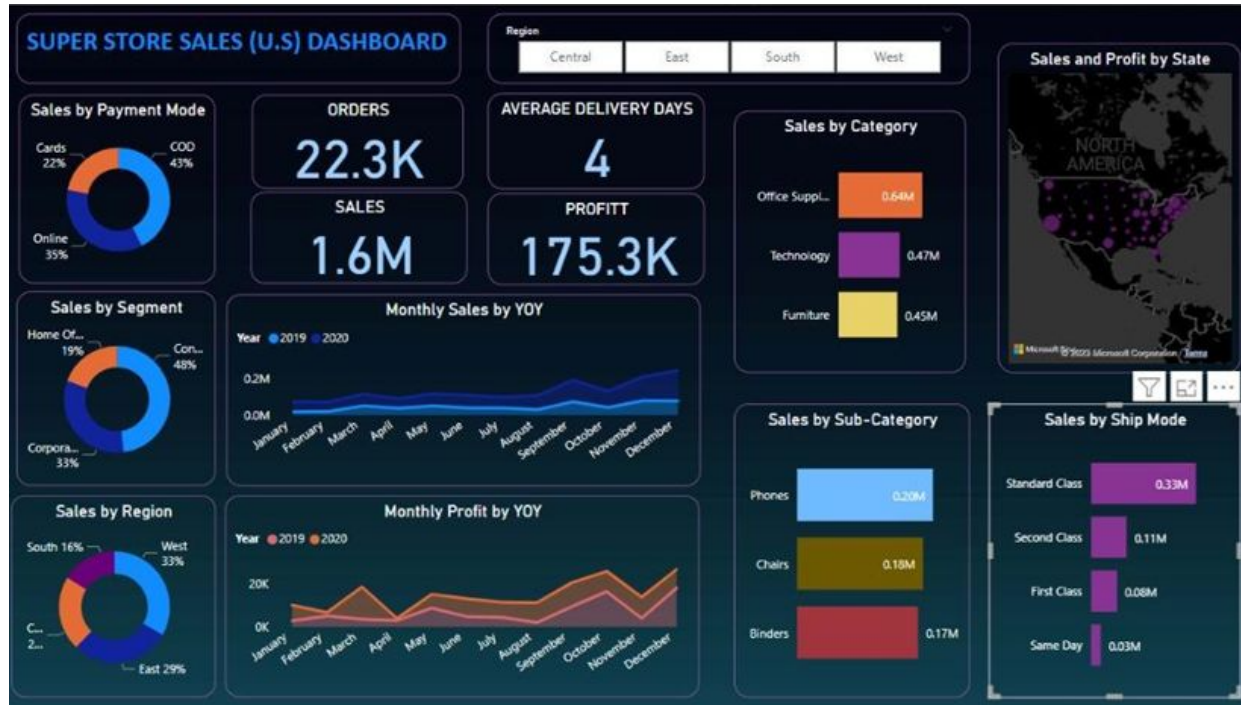 SUPER STORE SALES (U.S) DASHBOARD
Region
Central East South West
Sales by Payment Mode
Cards
22%
COD
43%
Online
35%
ORDERS
22.3K
AVERAGE DELIVERY DAYS
4
SALES
1.6M
PROFITT
175.3K
Sales by Category
Office Suppl...
0.64M
Technology
0.47M
Furniture
0.45M
Sales and Profit by State
NORTH
AMERICA
© 2023 Microsoft Corporation Terms
Sales by Segment
Home Of...
19%
Con...
48%
Corpora...
33%
Monthly Sales by YOY
Year 2019 2020
0.2M
0.0M
January February March April May June July August September October November December
Sales by Region
South 16%
West
33%
C...
2...
East 29%
Monthly Profit by YOY
Year 2019 2020
20K
0K
January February March April May June July August September October November December
Sales by Sub-Category
Phones
0.20M
Chairs
0.18M
Binders
0.17M
Sales by Ship Mode
Standard Class
0.33M
Second Class
0.11M
First Class
0.08M
Same Day
0.03M